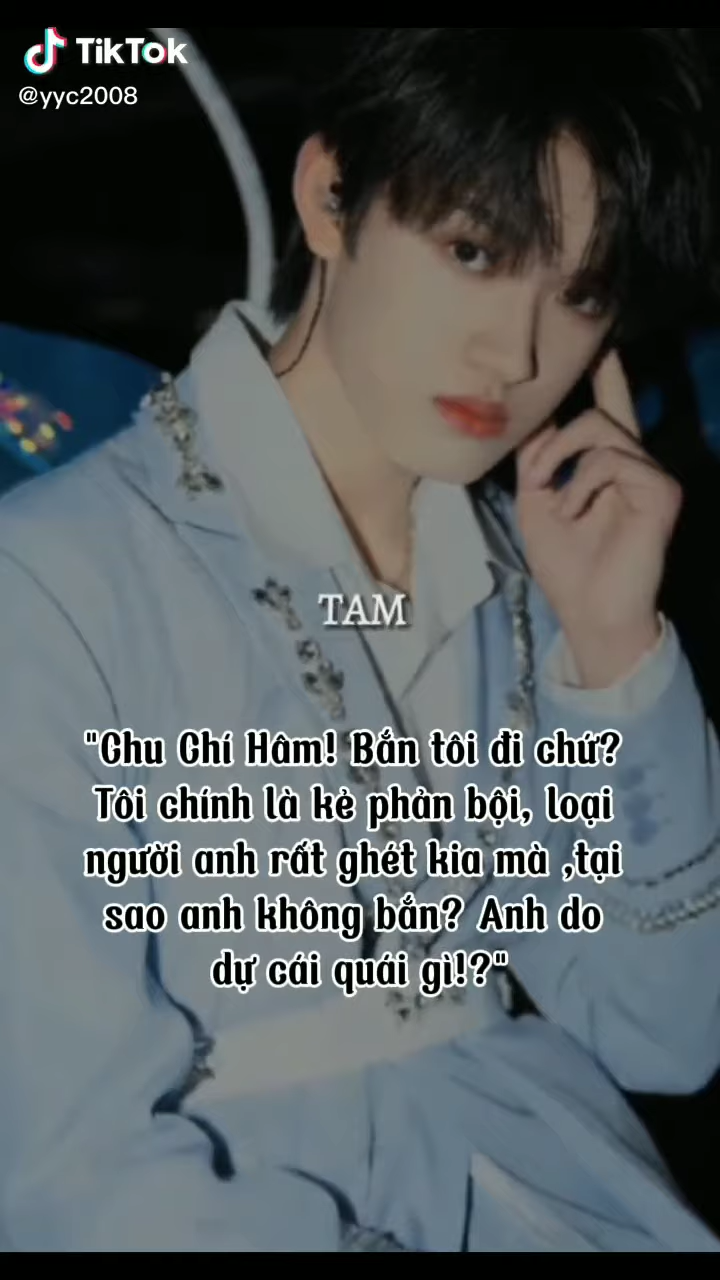 TikTok
@yyc2008
TAM
"Chu Chí Hâm! Bắn tôi đi chứ?
Tôi chính là kẻ phản bội, loại
người anh rất ghét kia mà ,tại
sao anh không bắn? Anh do
dự cái quái gì!?"